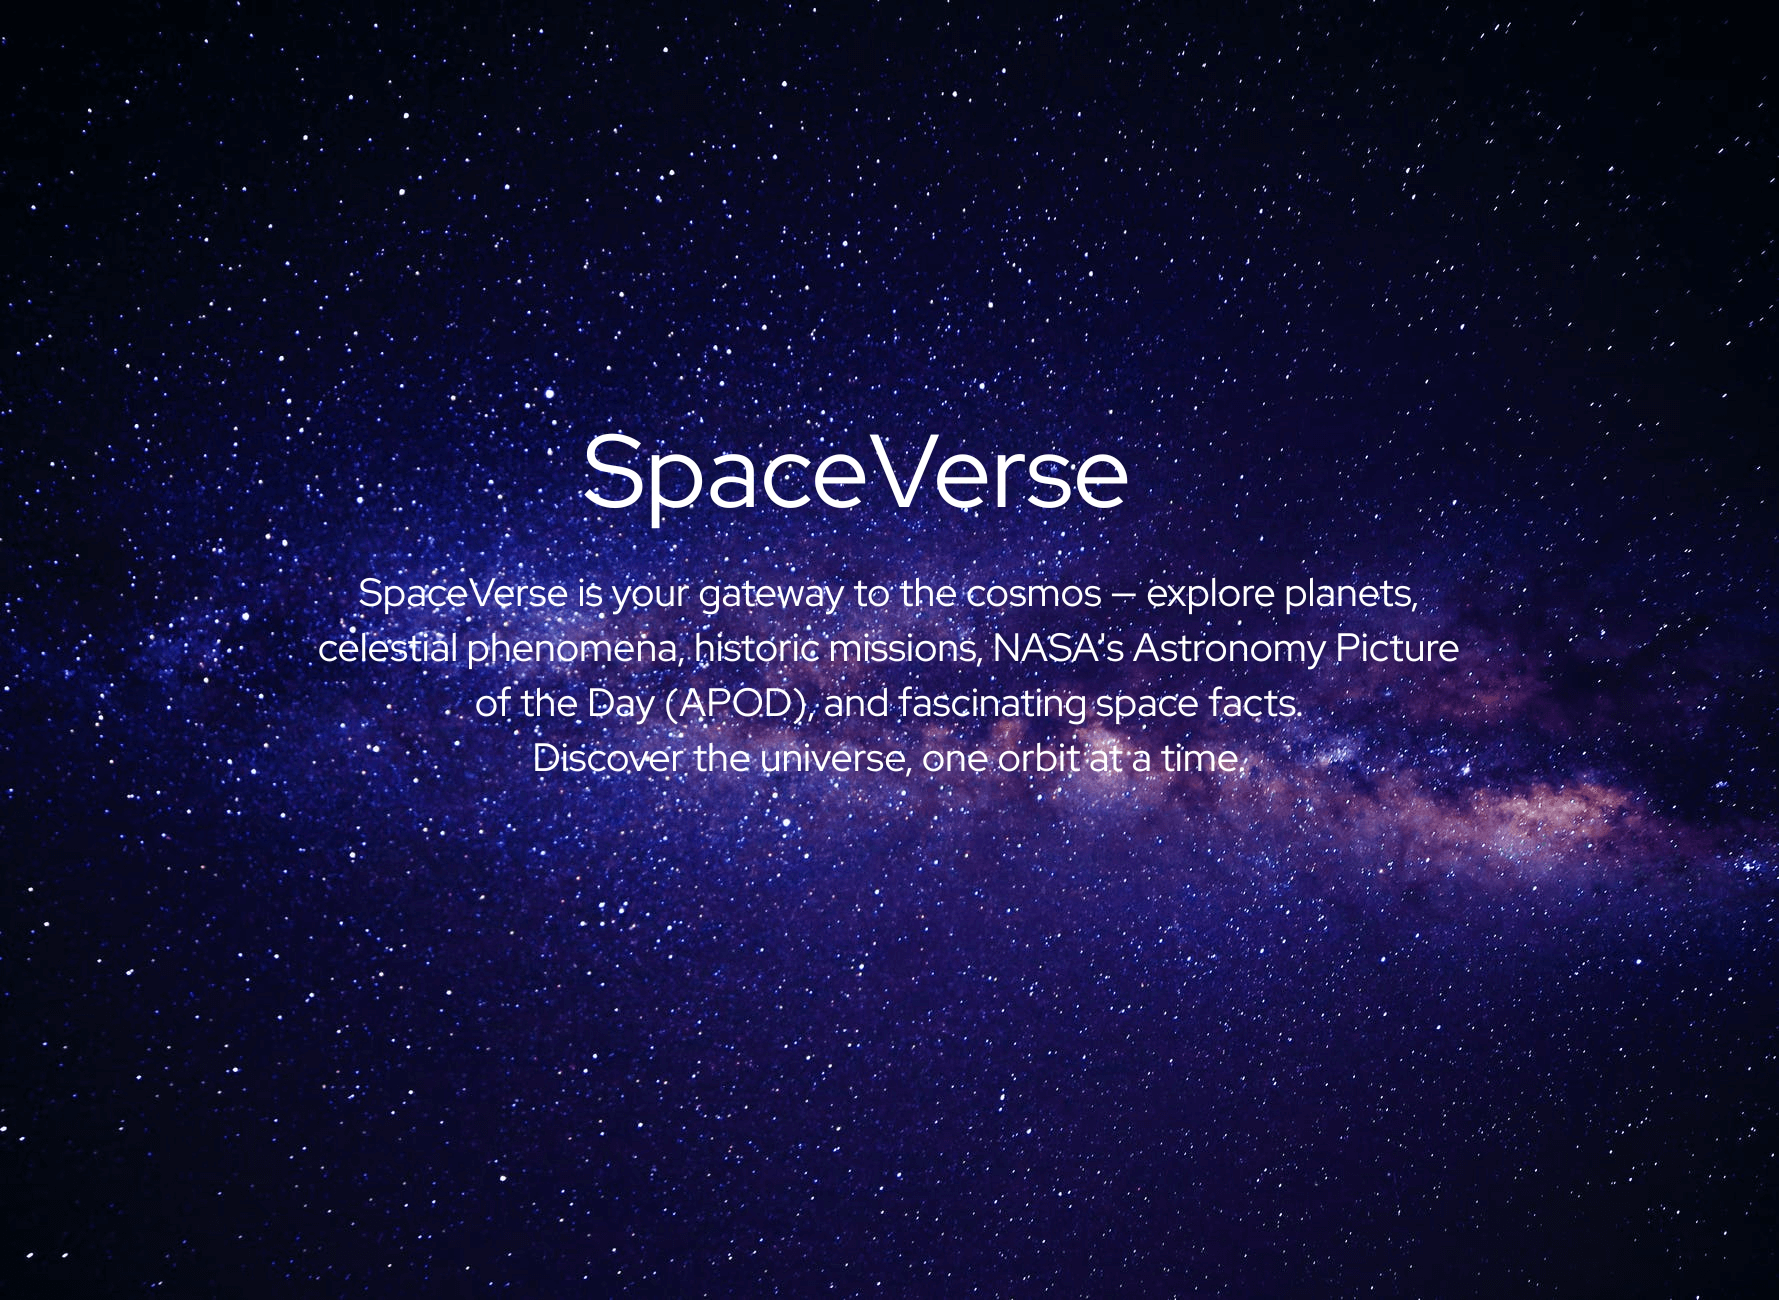 SpaceVerse
SpaceVerse is your gateway to the cosmos — explore planets,
celestial phenomena, historic missions, NASA's Astronomy Picture
of the Day (APOD), and fascinating space facts.
Discover the universe, one orbit at a time.